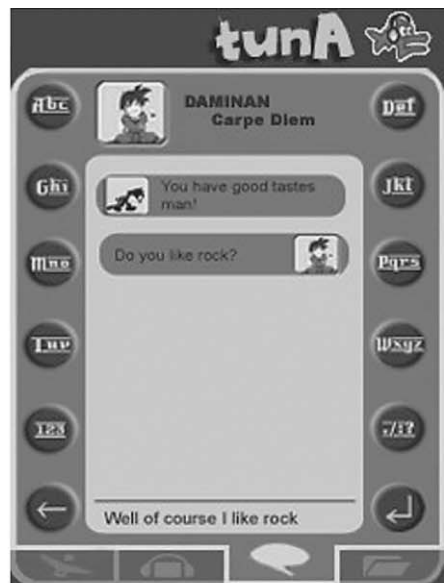 tunA
Abc
DAMINAN
Carpe Diem
Def
Ghi
You have good tastes
man!
Jkl
Mno
Do you like rock?
Pqrs
Tuv
Wxyz
123
./:?
Well of course I like rock